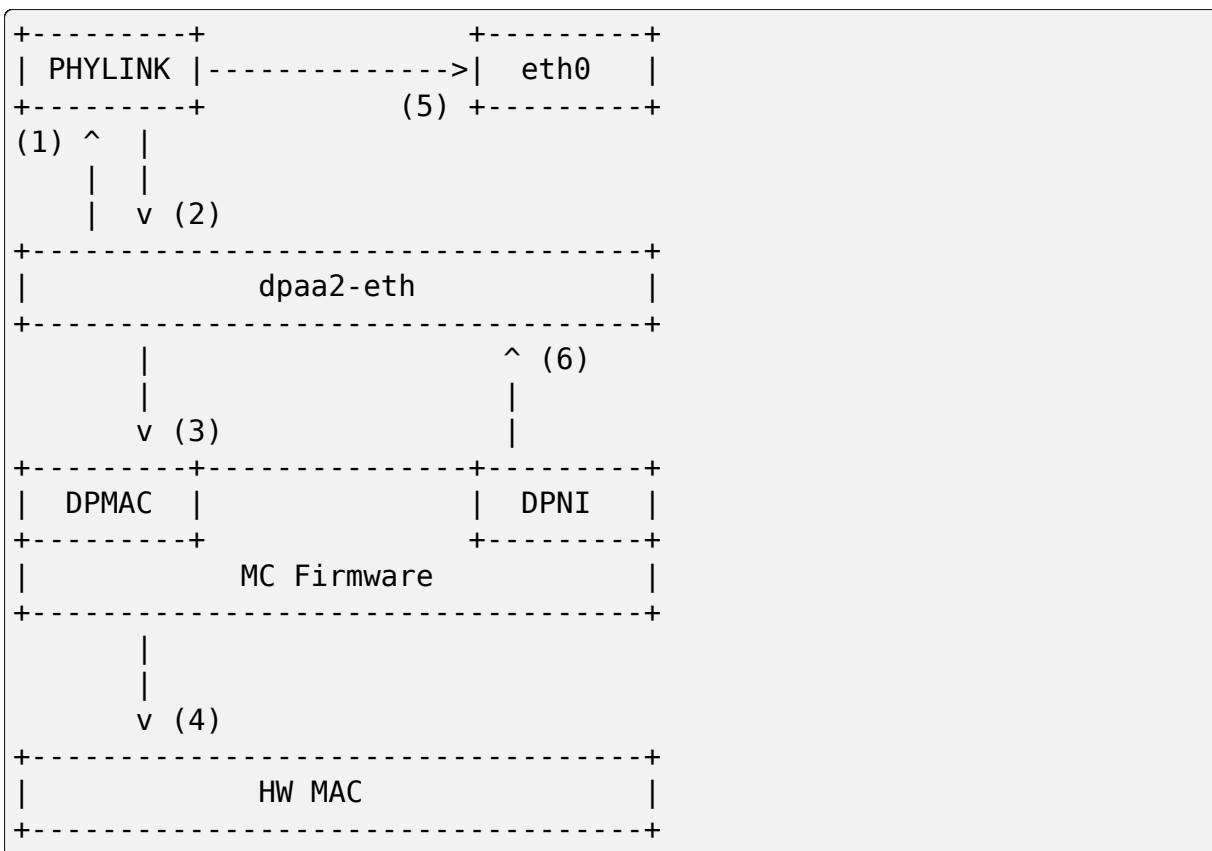 +---------+               +---------+
| PHYLINK |-------------->|  eth0   |
+---------+           (5) +---------+
(1) ^  |
    |  |
    |  v (2)
+-----------------------------------+
|             dpaa2-eth             |
+-----------------------------------+
       |                    ^ (6)
       |                    |
       v (3)                |
+---------+---------------+---------+
|  DPMAC  |               |  DPNI   |
+---------+               +---------+
|            MC Firmware            |
+-----------------------------------+
       |
       |
       v (4)
+-----------------------------------+
|             HW MAC                |
+-----------------------------------+